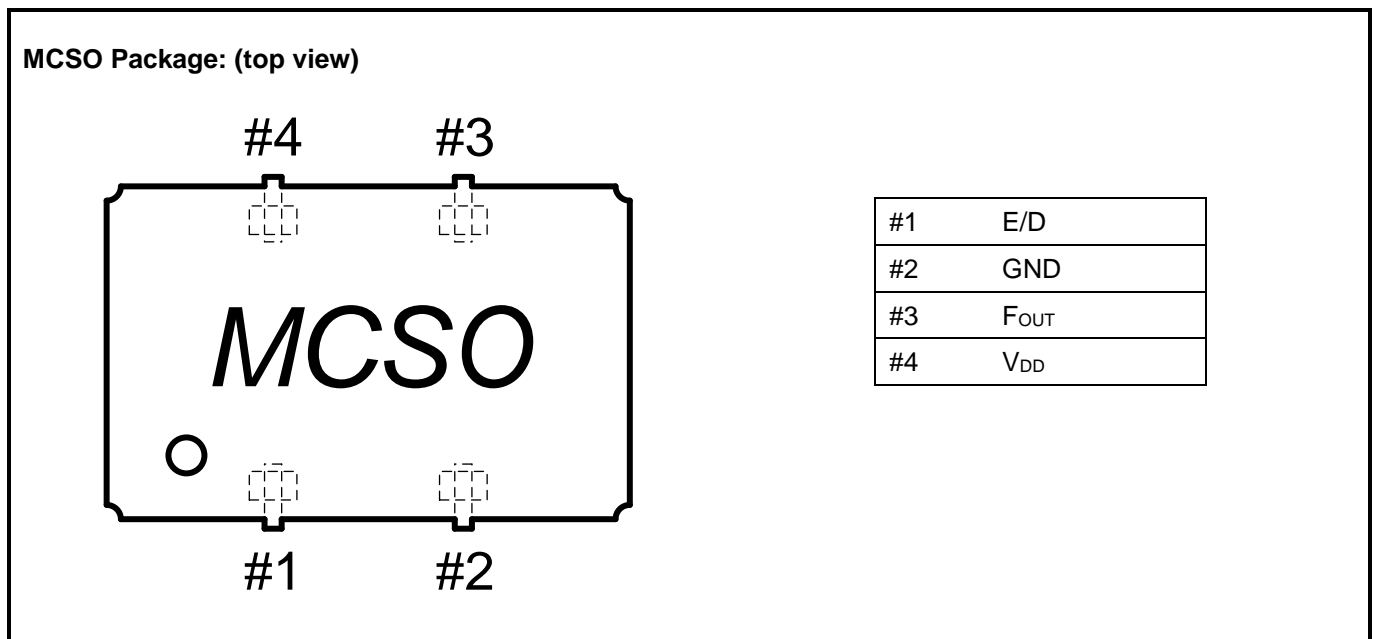 MCSO Package: (top view)
#4 #3
MCSO
#1 #2
#1 E/D
#2 GND
#3 FOUT
#4 VDD